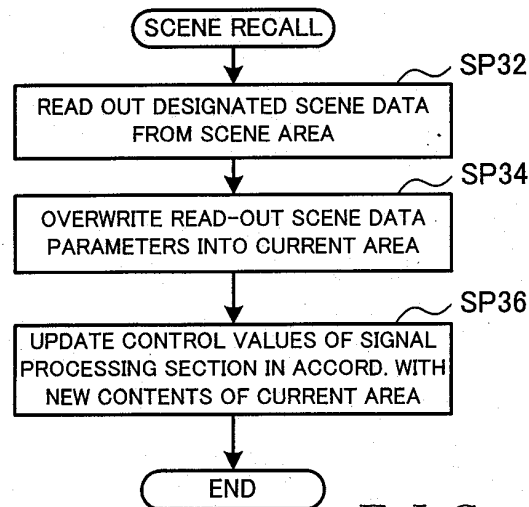 SCENE RECALL
SP32
READ OUT DESIGNATED SCENE DATA
FROM SCENE AREA
SP34
OVERWRITE READ-OUT SCENE DATA
PARAMETERS INTO CURRENT AREA
SP36
UPDATE CONTROL VALUES OF SIGNAL
PROCESSING SECTION IN ACCORD. WITH
NEW CONTENTS OF CURRENT AREA
END